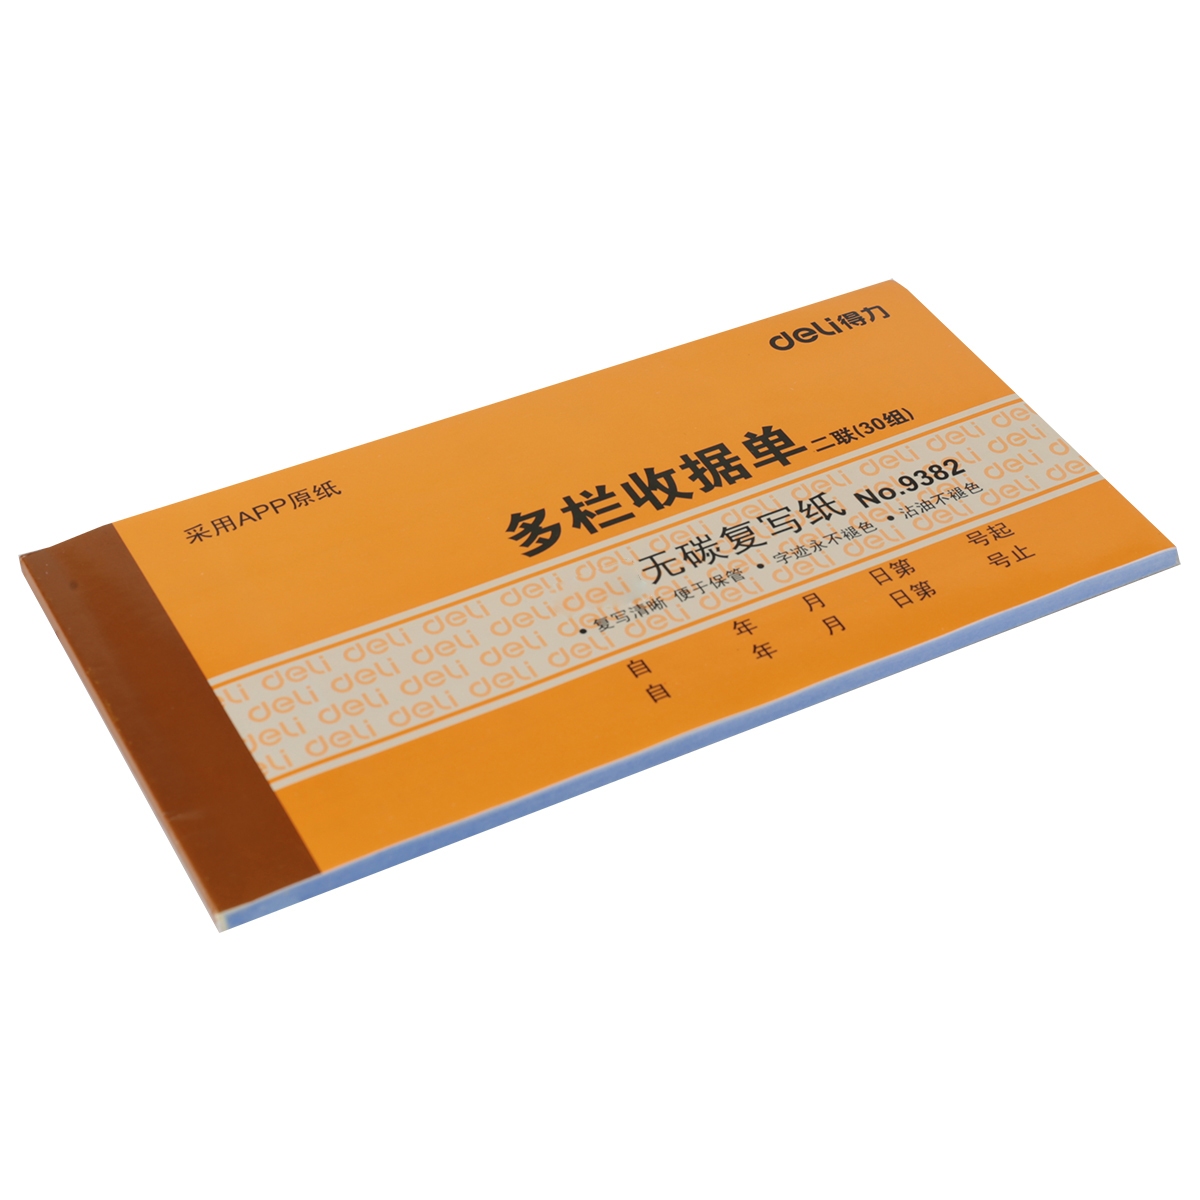 deli得力
采用APP原纸
多栏收据单 二联(30组)
无碳复写纸 No.9382
• 复写清晰 便于保管 • 字迹永不褪色 • 沾油不褪色
自 年 月 日第 号起
自 年 月 日第 号止